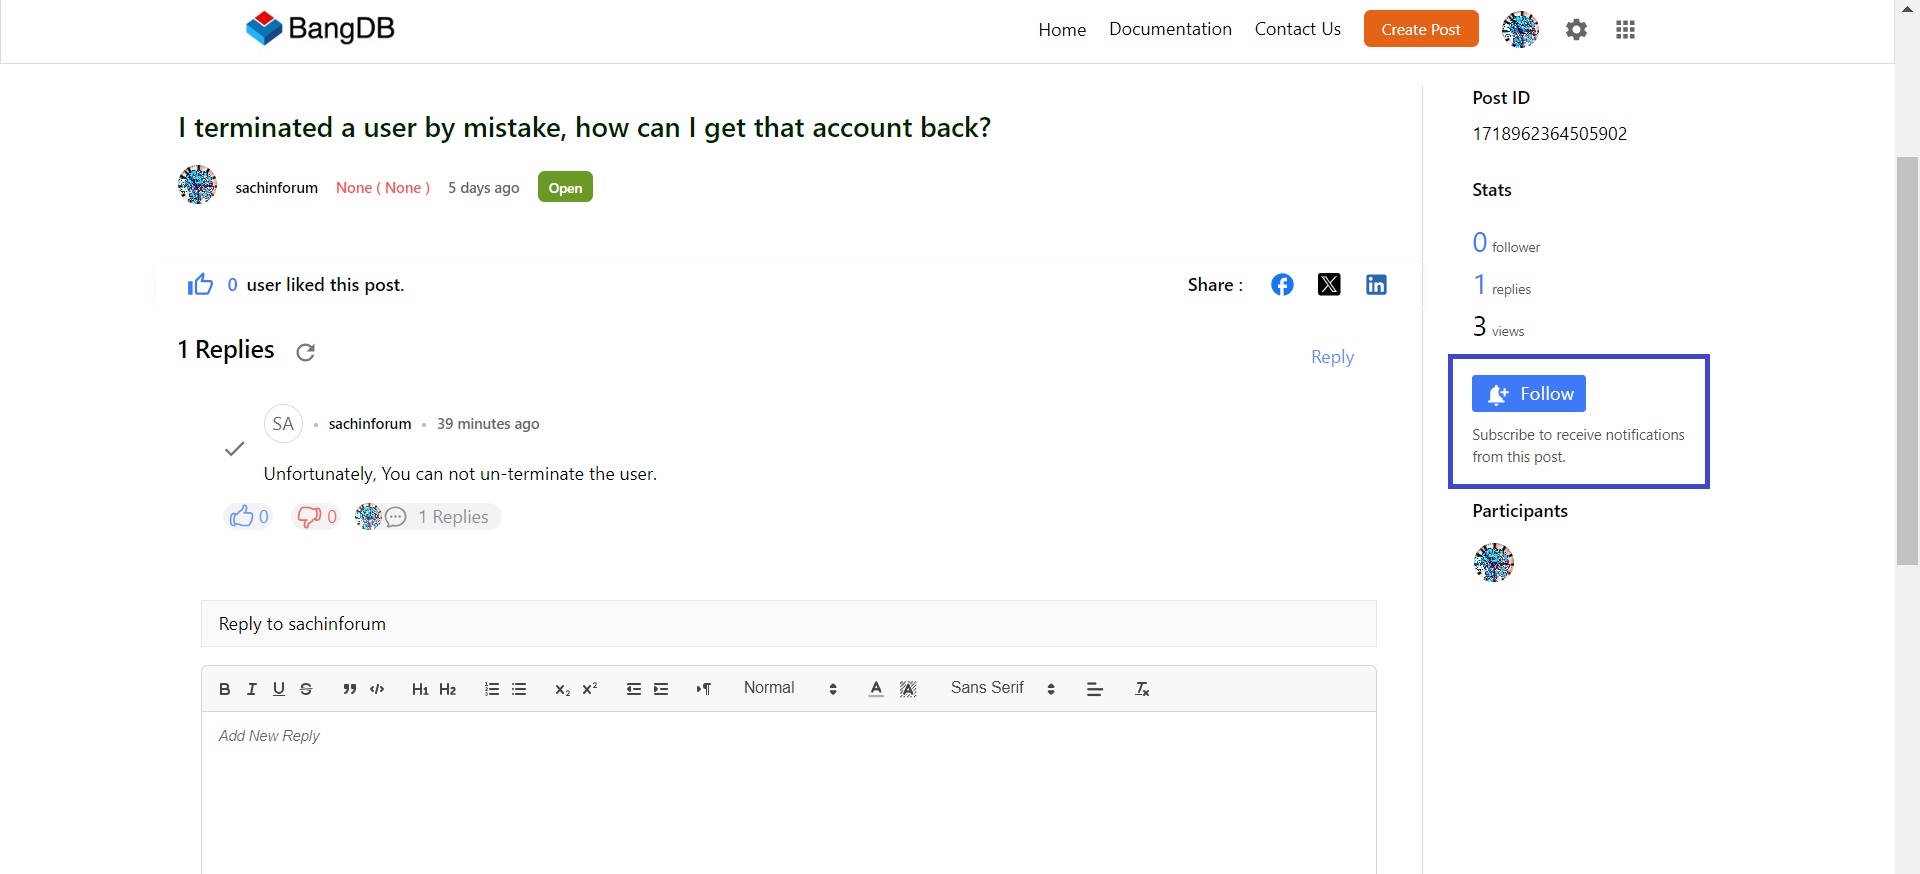 BangDB
Home Documentation Contact Us Create Post
I terminated a user by mistake, how can I get that account back?
sachinforum None ( None ) 5 days ago Open
0 user liked this post.
Share :
1 Replies
Reply
SA sachinforum 39 minutes ago
Unfortunately, You can not un-terminate the user.
0 0 1 Replies
Reply to sachinforum
B I U S H1 H2 x2 x2 Normal A A Sans Serif Tx
Add New Reply
Post ID
1718962364505902
Stats
0 follower
1 replies
3 views
Follow
Subscribe to receive notifications
from this post.
Participants